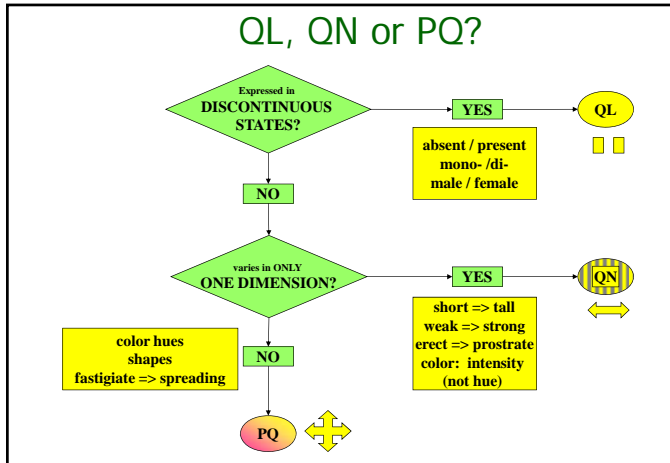 QL, QN or PQ?
Expressed in
DISCONTINUOUS
STATES?
YES
QL
absent / present
mono- /di-
male / female
NO
varies in ONLY
ONE DIMENSION?
YES
QN
short => tall
weak => strong
erect => prostrate
color: intensity
(not hue)
color hues
shapes
fastigiate => spreading
NO
PQ